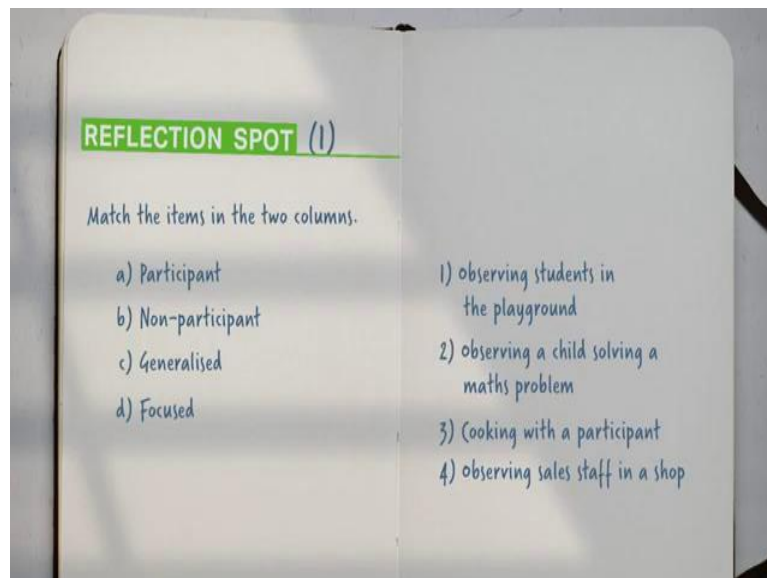 REFLECTION SPOT (1)
Match the items in the two columns.
a) Participant
b) Non-participant
c) Generalised
d) Focused
1) Observing students in
the playground
2) Observing a child solving a
maths problem
3) Cooking with a participant
4) Observing sales staff in a shop